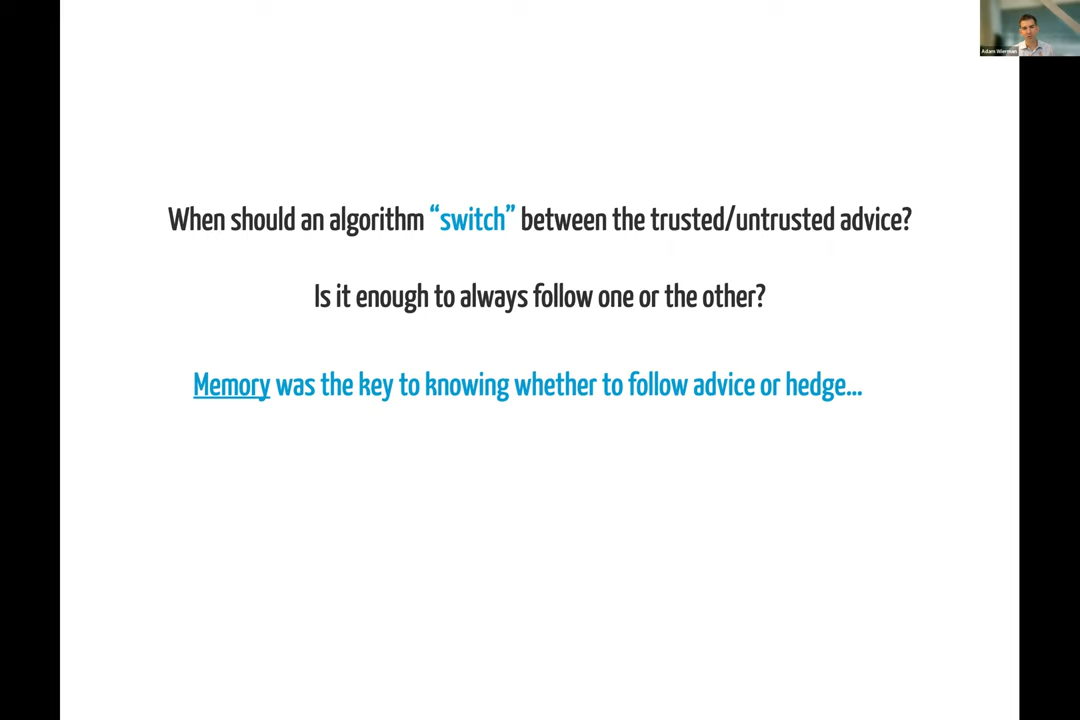 Adam Wierman
When should an algorithm “switch” between the trusted/untrusted advice?
Is it enough to always follow one or the other?
Memory was the key to knowing whether to follow advice or hedge...